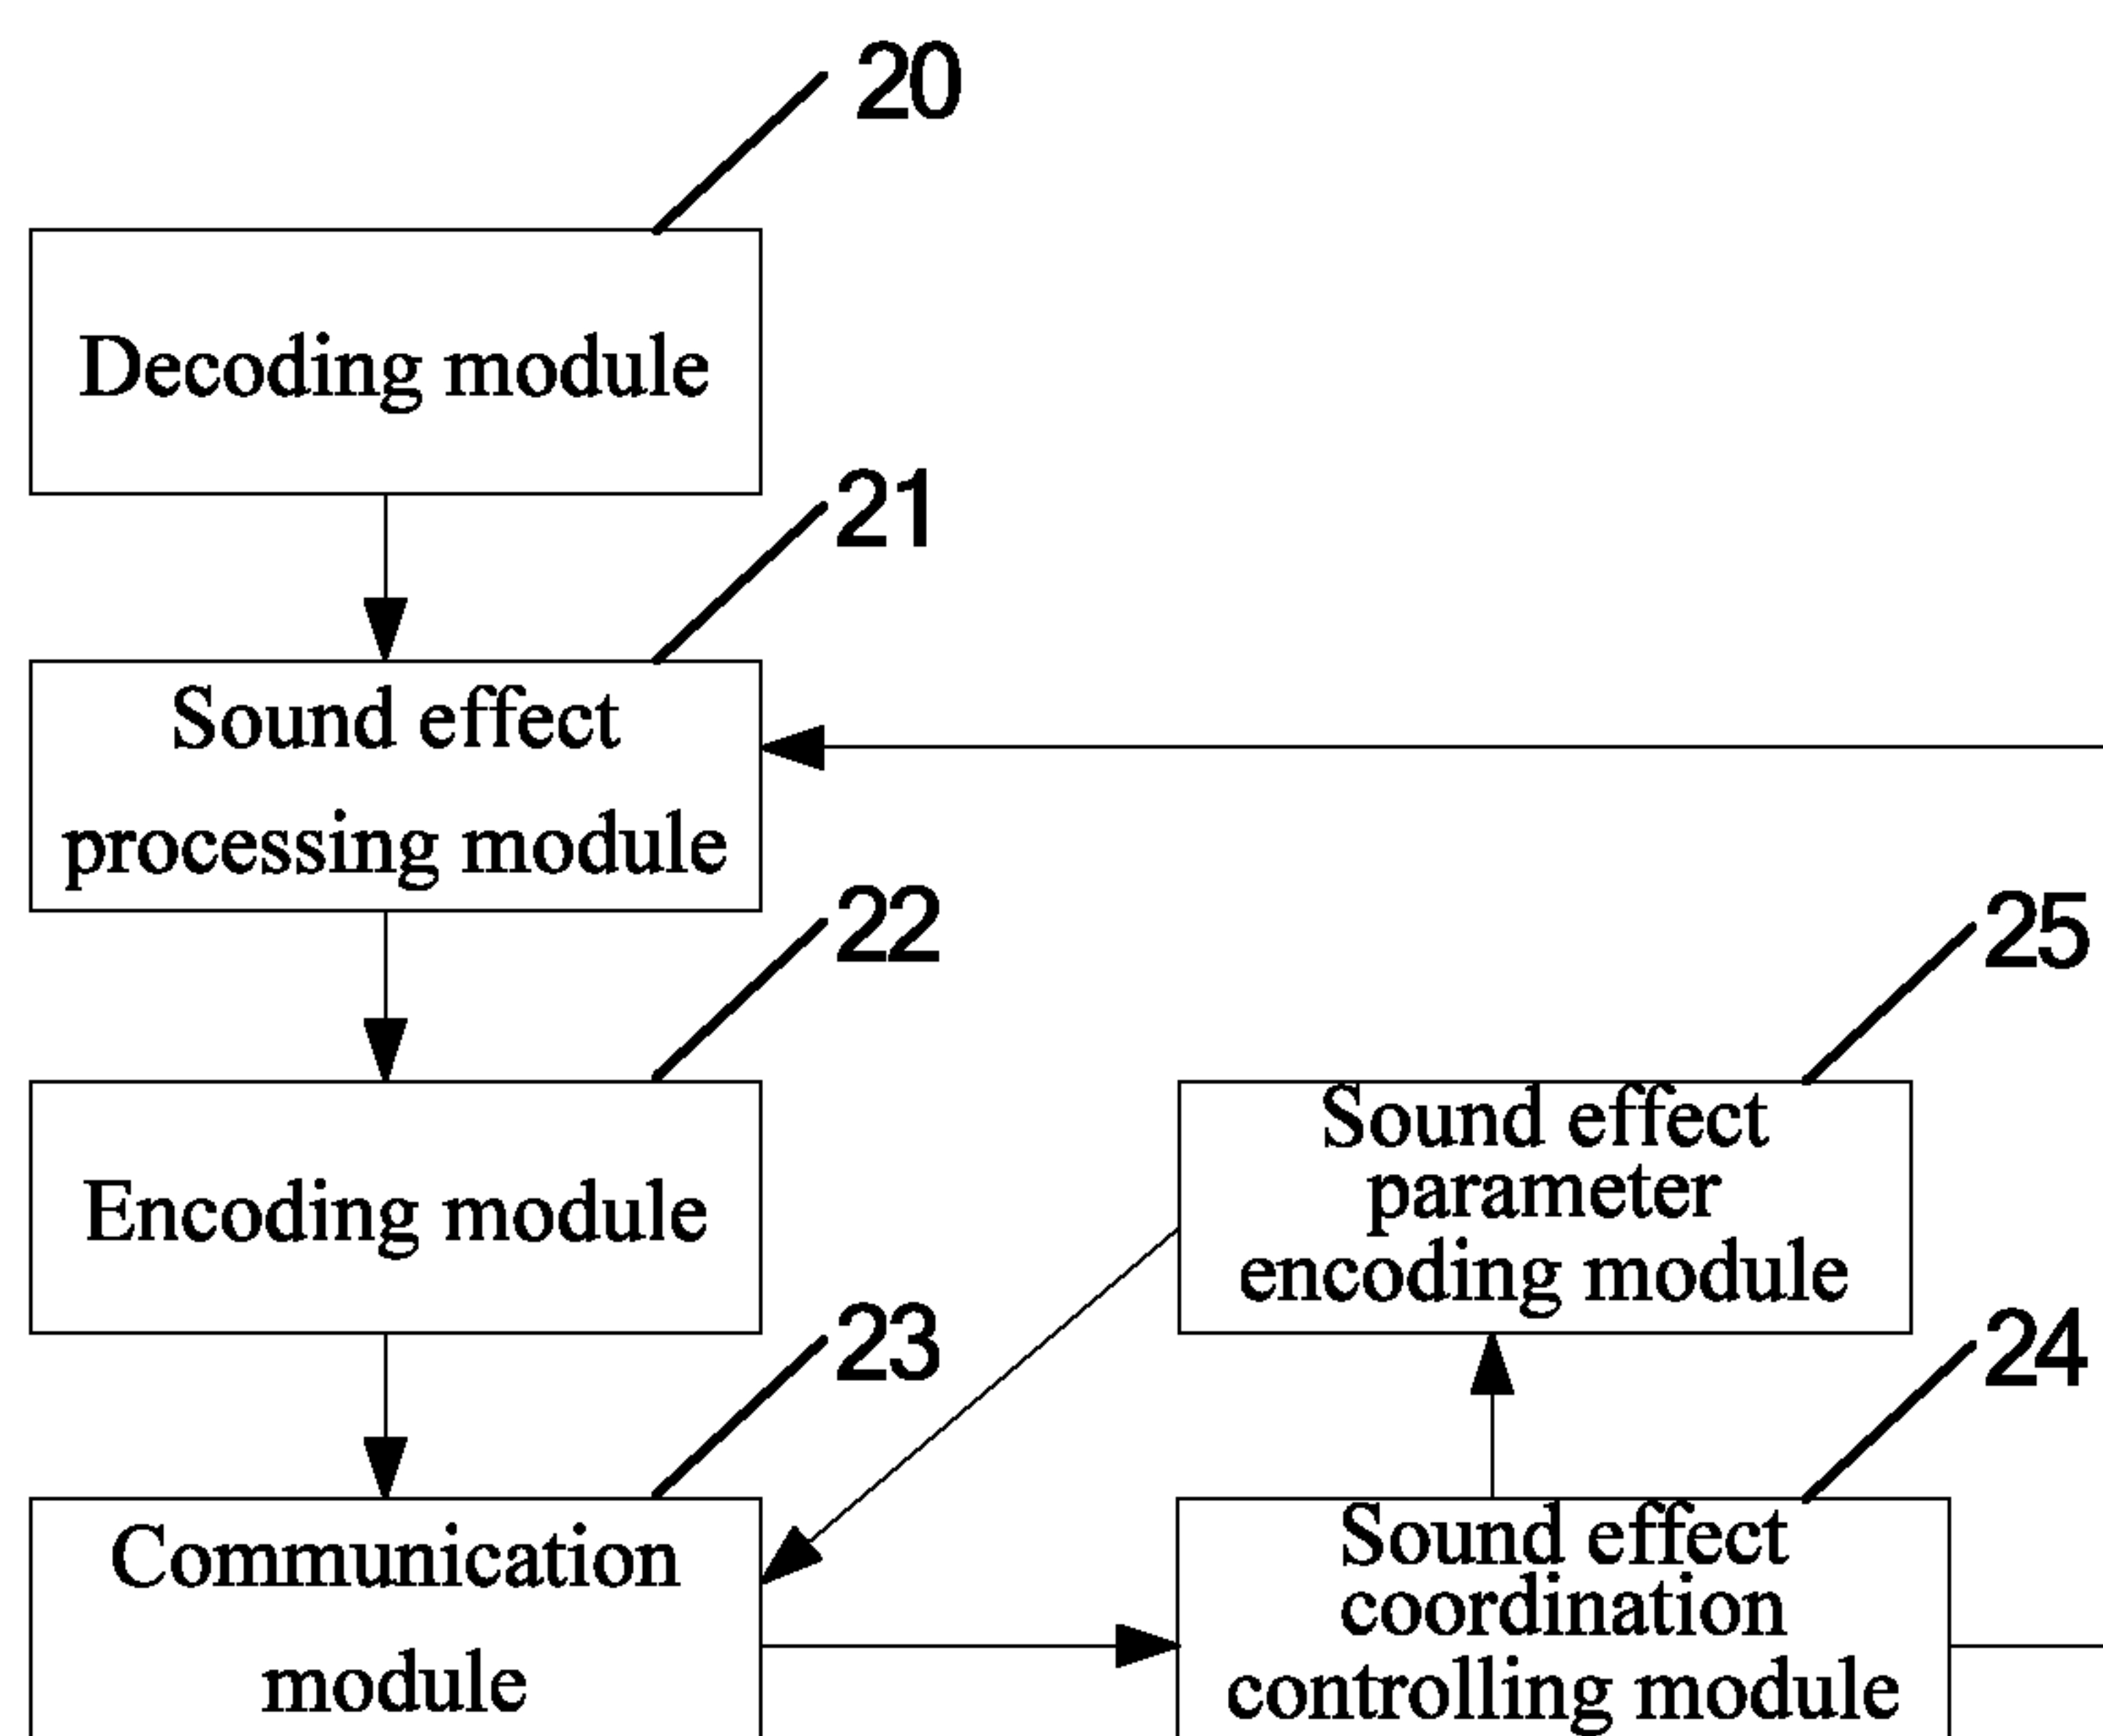 20
Decoding module
21
Sound effect
processing module
22
25
Encoding module
Sound effect
parameter
encoding module
23
24
Communication
module
Sound effect
coordination
controlling module